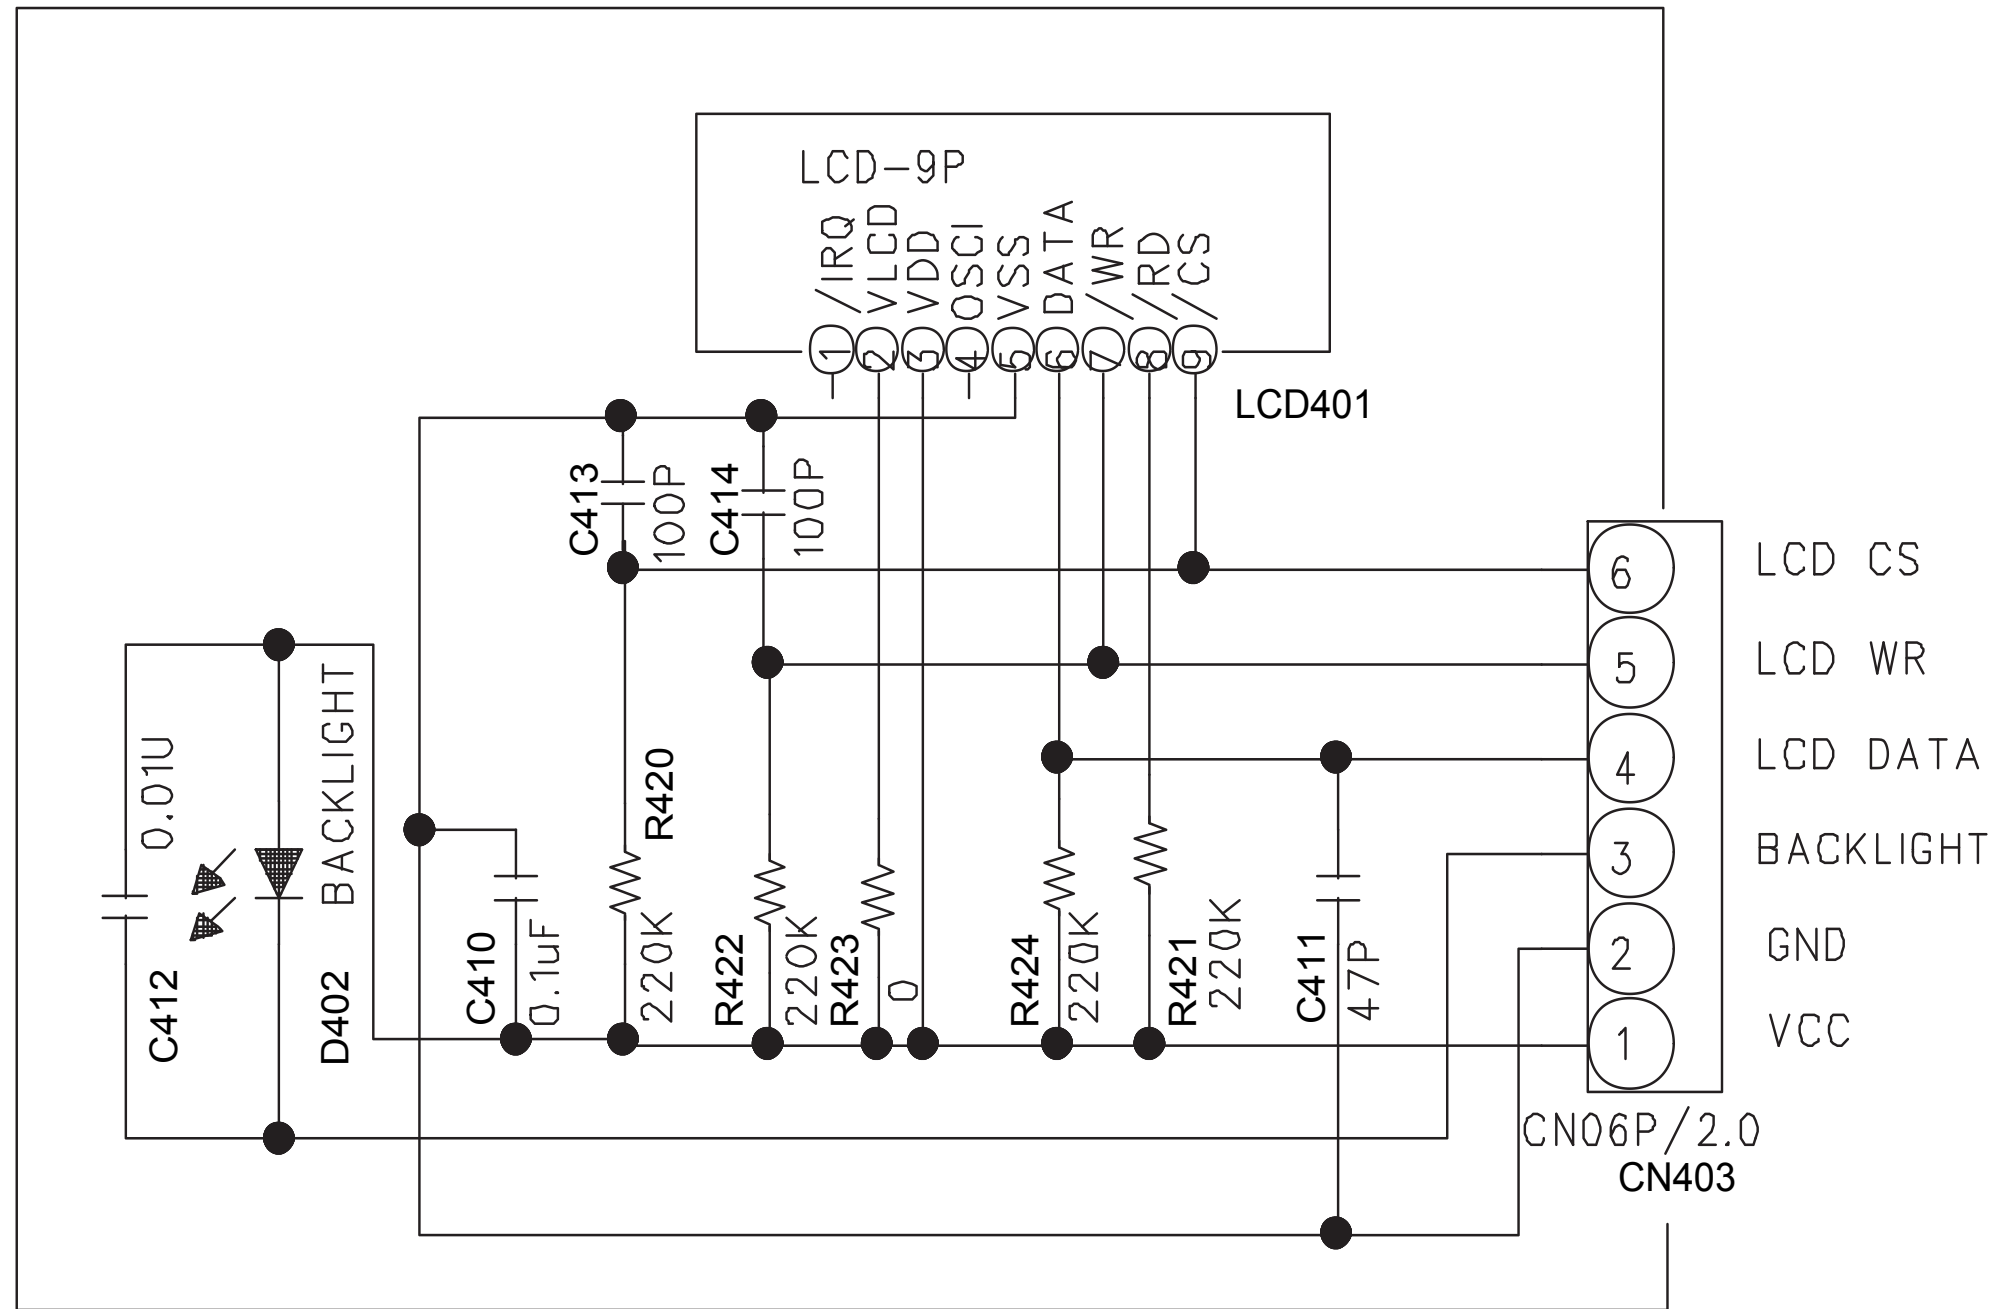 LCD-9P
/IRQ
VLCD
VDD
OSCI
VSS
DATA
/WR
/RD
/CS
1
2
3
4
5
6
7
8
9
LCD401
C413
100P
C414
100P
6
LCD CS
5
LCD WR
4
LCD DATA
3
BACKLIGHT
2
GND
1
VCC
CN06P/2.0
CN403
0.01U
C412
BACKLIGHT
D402
C410
0.1uF
R420
220K
R422
220K
R423
0
R424
220K
R421
220K
C411
47P